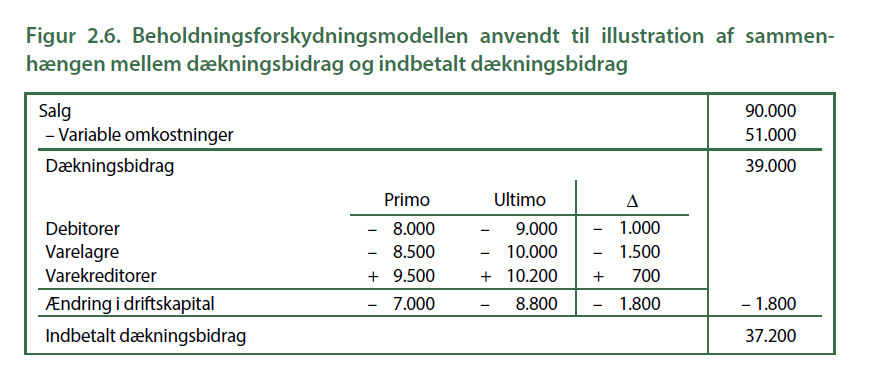 Figur 2.6. Beholdningsforskydningsmodellen anvendt til illustration af sammen-
hængen mellem dækningsbidrag og indbetalt dækningsbidrag
Salg 90.000
– Variable omkostninger 51.000
Dækningsbidrag 39.000
Primo Ultimo Δ
Debitorer – 8.000 – 9.000 – 1.000
Varelagre – 8.500 – 10.000 – 1.500
Varekreditorer + 9.500 + 10.200 + 700
Ændring i driftskapital – 7.000 – 8.800 – 1.800 – 1.800
Indbetalt dækningsbidrag 37.200